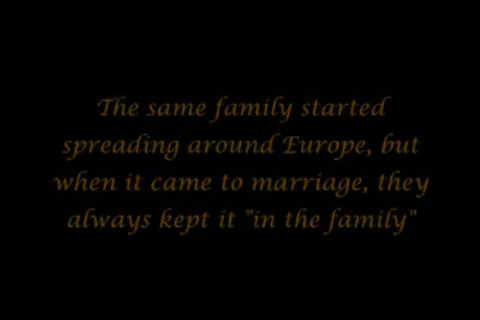 The same family started
spreading around Europe, but
when it came to marriage, they
always kept it "in the family"